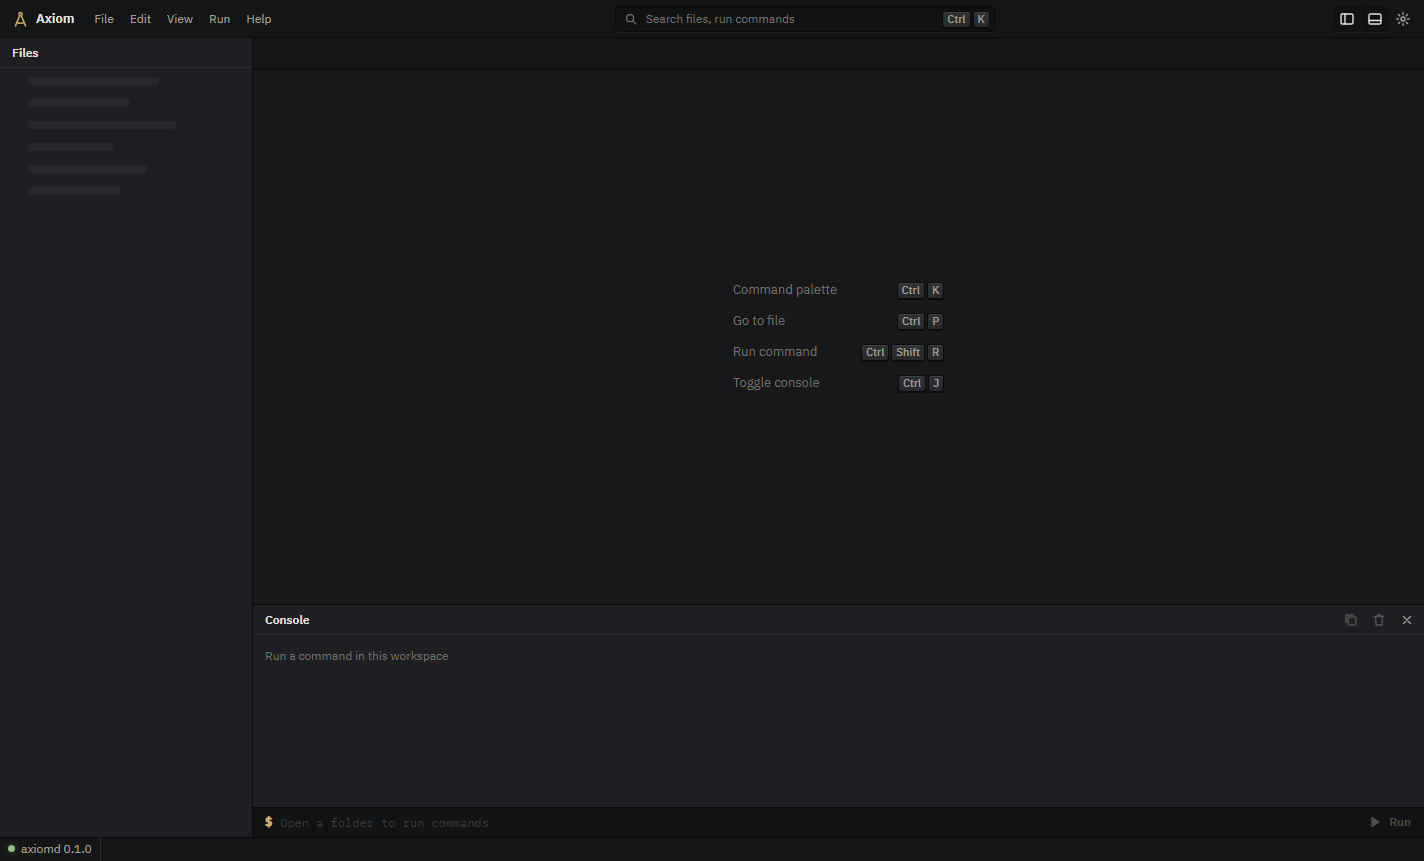 Axiom File Edit View Run Help Search files, run commands Ctrl K
Files
Command palette Ctrl K
Go to file Ctrl P
Run command Ctrl Shift R
Toggle console Ctrl J
Console
Run a command in this workspace
$ Open a folder to run commands Run
axiomd 0.1.0